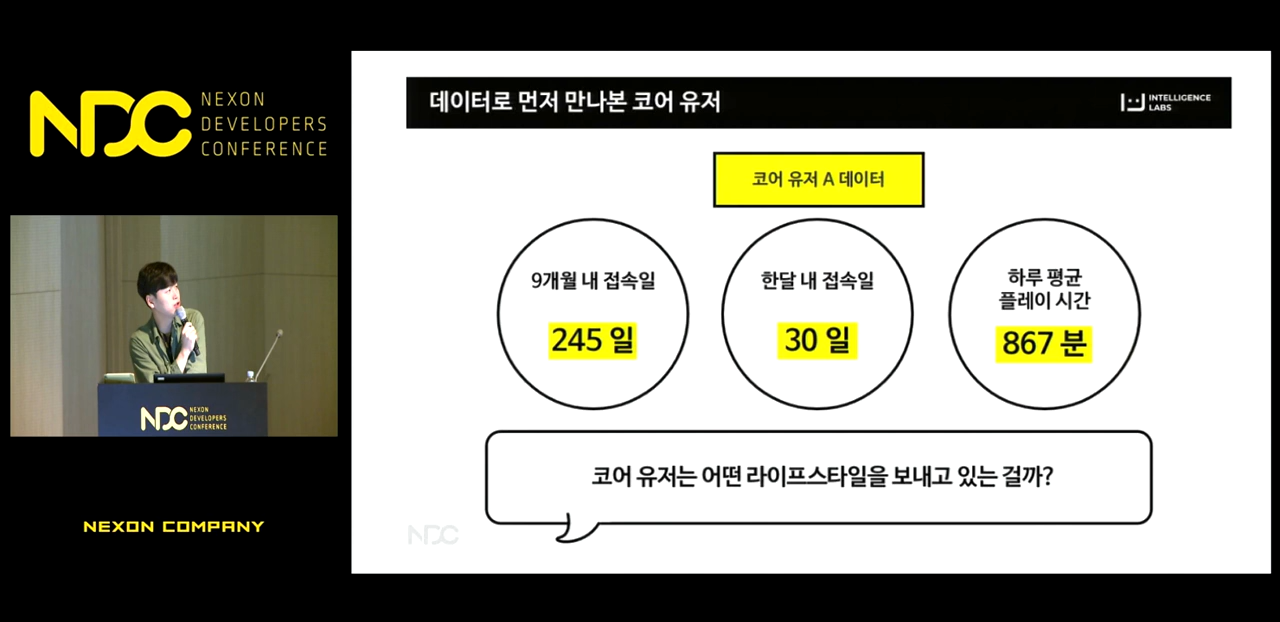 NDC
NEXON
DEVELOPERS
CONFERENCE
NDC
NEXON
DEVELOPERS
CONFERENCE
NEXON COMPANY
데이터로 먼저 만나본 코어 유저
INTELLIGENCE
LABS
코어 유저 A 데이터
9개월 내 접속일
245 일
한달 내 접속일
30 일
하루 평균
플레이 시간
867 분
코어 유저는 어떤 라이프스타일을 보내고 있는 걸까?
NDC